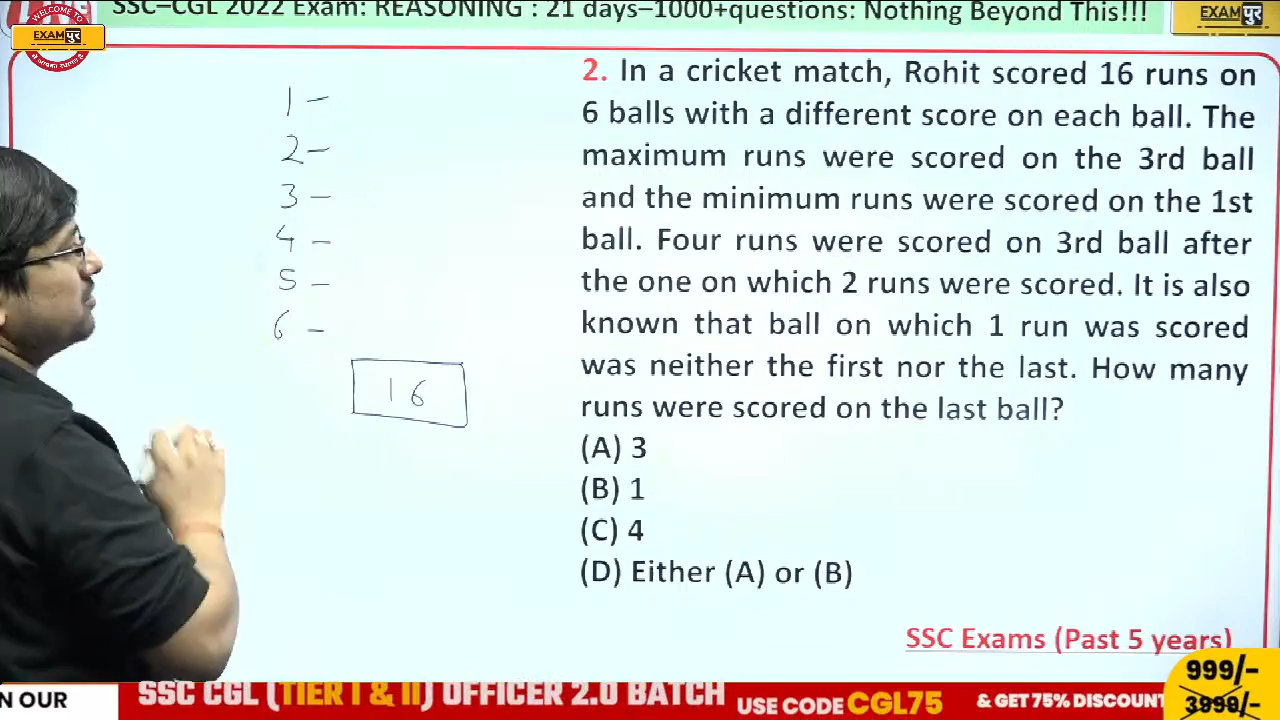 SSC–CGL 2022 Exam: REASONING : 21 days–1000+questions: Nothing Beyond This!!!
WELCOME TO
EXAMपुर
EXAMपुर
2. In a cricket match, Rohit scored 16 runs on
6 balls with a different score on each ball. The
maximum runs were scored on the 3rd ball
and the minimum runs were scored on the 1st
ball. Four runs were scored on 3rd ball after
the one on which 2 runs were scored. It is also
known that ball on which 1 run was scored
was neither the first nor the last. How many
runs were scored on the last ball?
(A) 3
(B) 1
(C) 4
(D) Either (A) or (B)
SSC Exams (Past 5 years)
1 –
2 –
3 –
4 –
5 –
6 –
16
N OUR
SSC CGL (TIER I & II) OFFICER 2.0 BATCH
USE CODE CGL75
& GET 75% DISCOUNT
999/-
3998/-